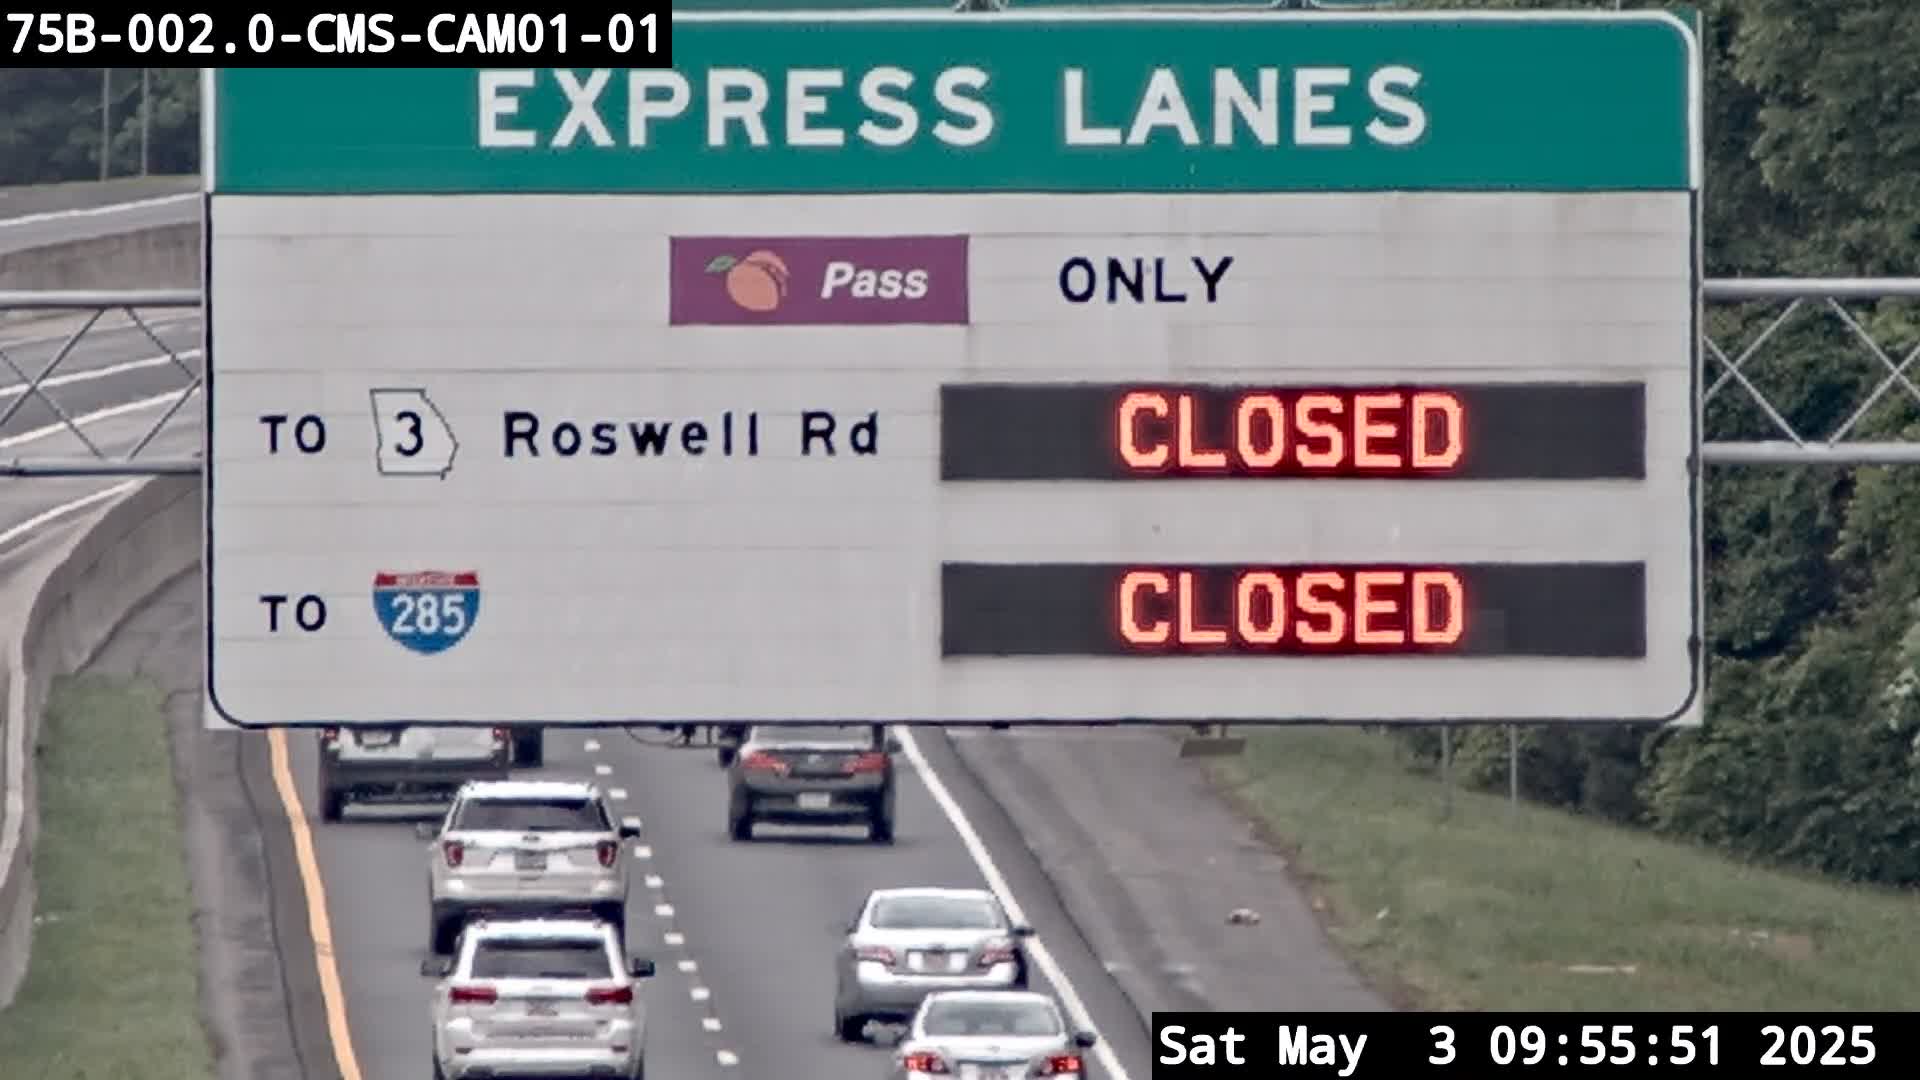 75B-002.0-CMS-CAM01-01
EXPRESS LANES
Pass ONLY
TO 3 Roswell Rd CLOSED
TO 285 CLOSED
Sat May 3 09:55:51 2025